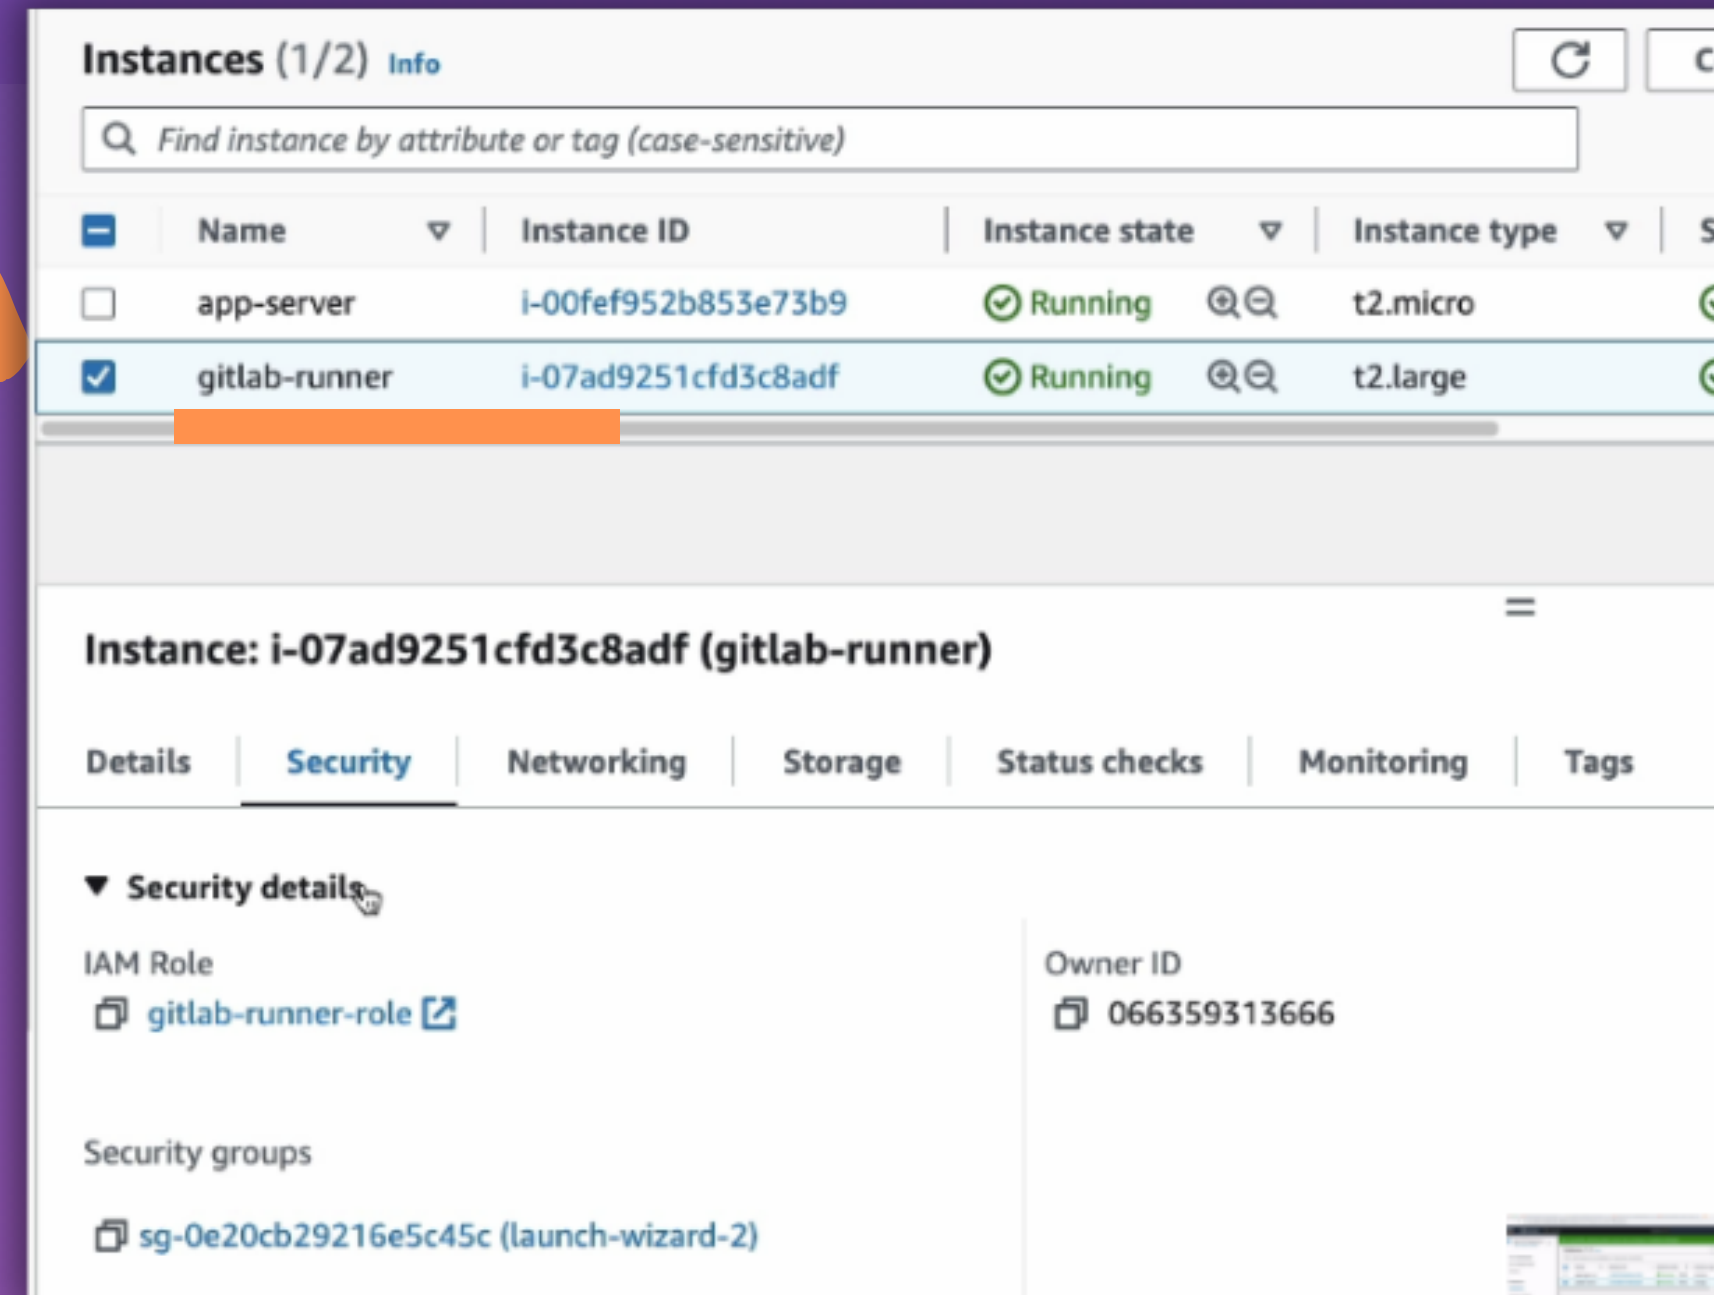 Instances (1/2) Info
Find instance by attribute or tag (case-sensitive)
Name Instance ID Instance state Instance type
app-server i-00fef952b853e73b9 Running t2.micro
gitlab-runner i-07ad9251cfd3c8adf Running t2.large
Instance: i-07ad9251cfd3c8adf (gitlab-runner)
Details Security Networking Storage Status checks Monitoring Tags
Security details
IAM Role Owner ID
gitlab-runner-role 066359313666
Security groups
sg-0e20cb29216e5c45c (launch-wizard-2)